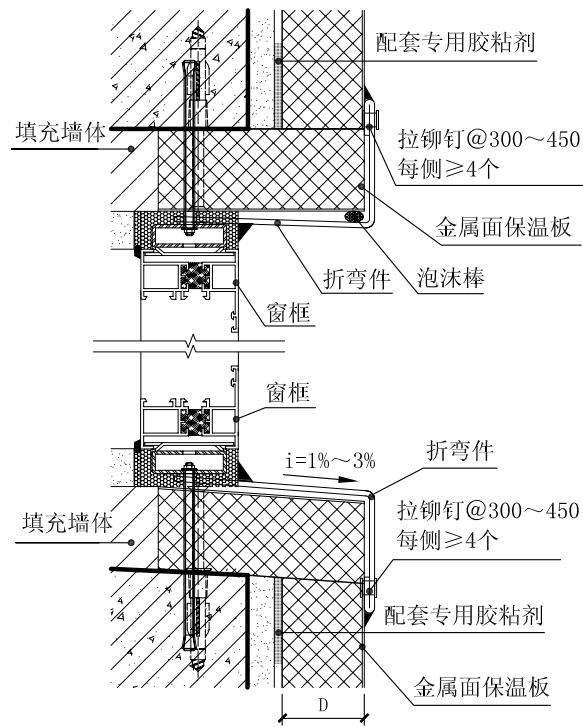 配套专用胶粘剂
填充墙体
拉铆钉@300～450
每侧≥4个
金属面保温板
折弯件
泡沫棒
窗框
窗框
i=1%～3%
折弯件
填充墙体
拉铆钉@300～450
每侧≥4个
配套专用胶粘剂
金属面保温板
D